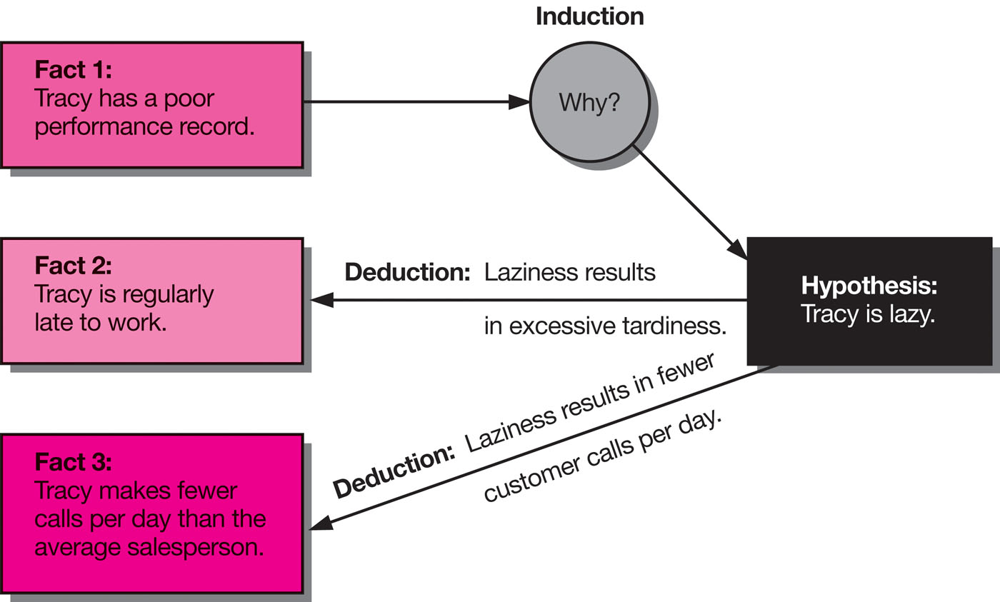 Induction
Fact 1:
Tracy has a poor
performance record.
Why?
Fact 2:
Tracy is regularly
late to work.
Deduction: Laziness results
in excessive tardiness.
Hypothesis:
Tracy is lazy.
Deduction: Laziness results in fewer
customer calls per day.
Fact 3:
Tracy makes fewer
calls per day than the
average salesperson.